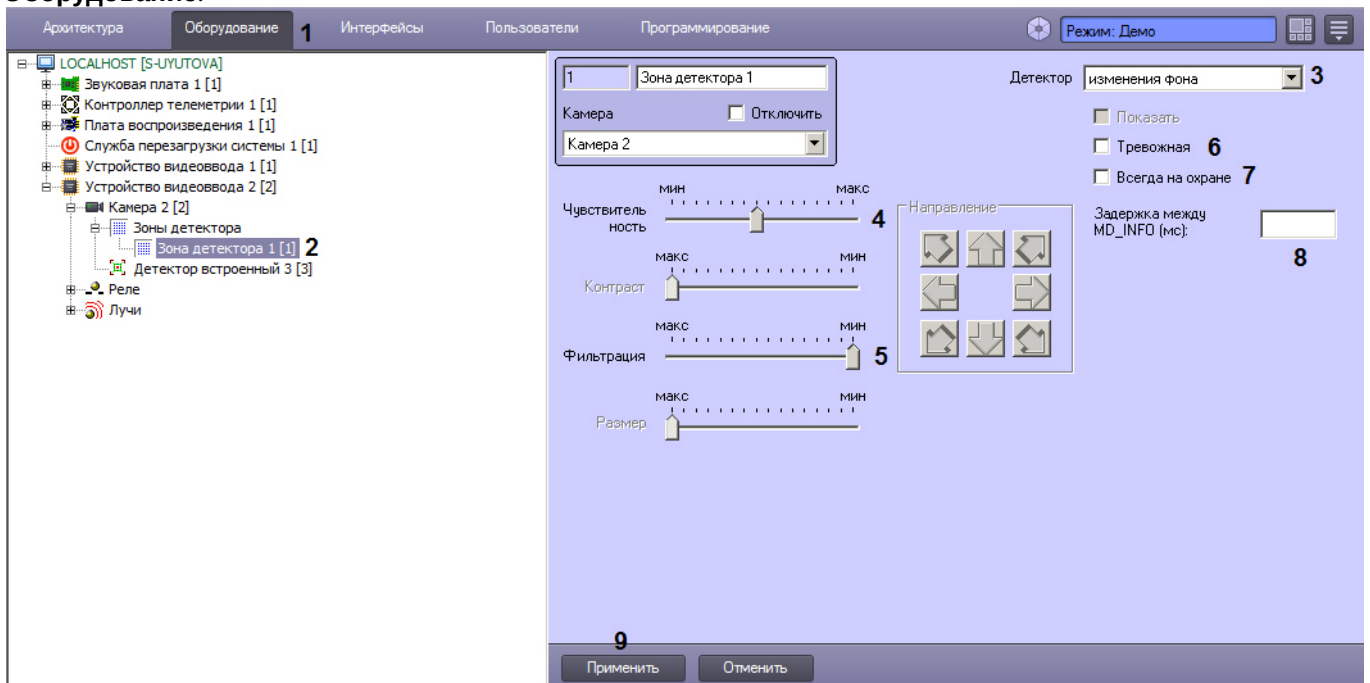 Оборудование.
Архитектура Оборудование 1 Интерфейсы Пользователи Программирование Режим: Демо
LOCALHOST [S-UYUTOVA]
Звуковая плата 1 [1]
Контроллер телеметрии 1 [1]
Плата воспроизведения 1 [1]
Служба перезагрузки системы 1 [1]
Устройство видеоввода 1 [1]
Устройство видеоввода 2 [2]
Камера 2 [2]
Зоны детектора
Зона детектора 1 [1] 2
Детектор встроенный 3 [3]
Реле
Лучи
1 Зона детектора 1
Камера Отключить
Камера 2
Детектор изменения фона 3
Показать
Тревожная 6
Всегда на охране 7
Задержка между
MD_INFO (мс):
8
мин макс
Чувствитель
ность
4
макс мин
Контраст
макс мин
Фильтрация 5
макс мин
Размер
Направление
9
Применить Отменить